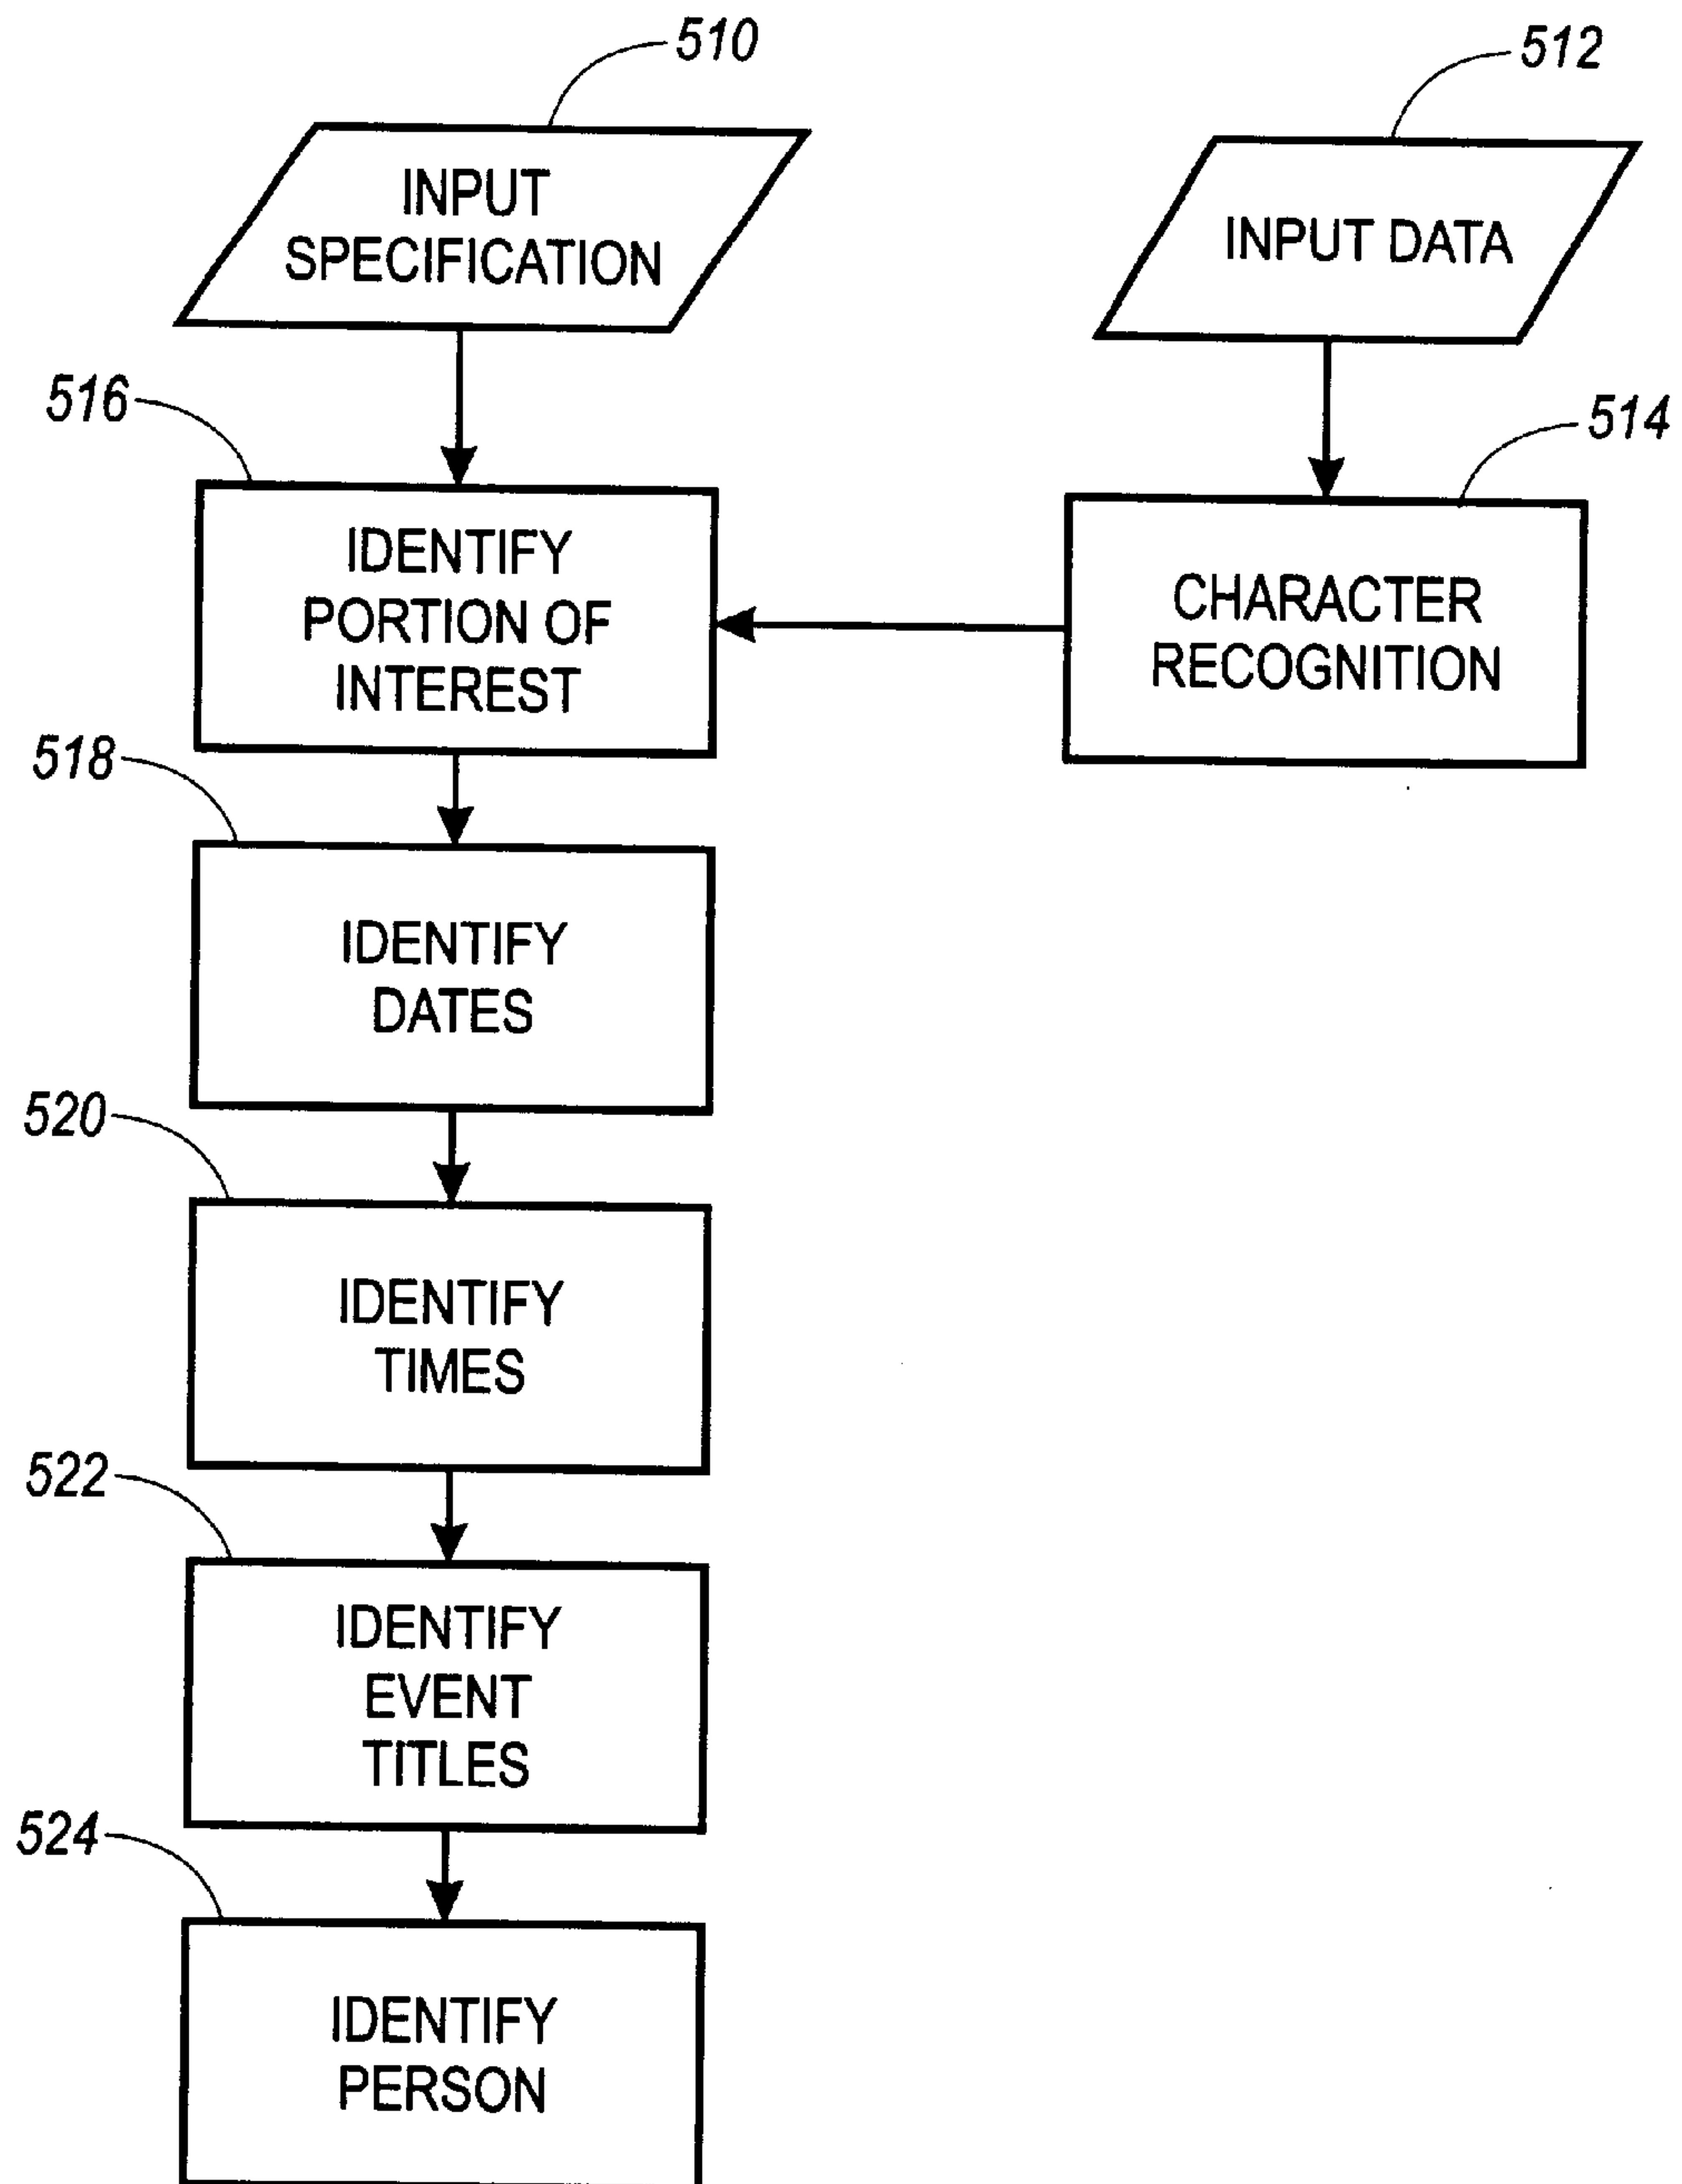 510
512
INPUT
SPECIFICATION
INPUT DATA
516
514
IDENTIFY
PORTION OF
INTEREST
CHARACTER
RECOGNITION
518
IDENTIFY
DATES
520
IDENTIFY
TIMES
522
IDENTIFY
EVENT
TITLES
524
IDENTIFY
PERSON